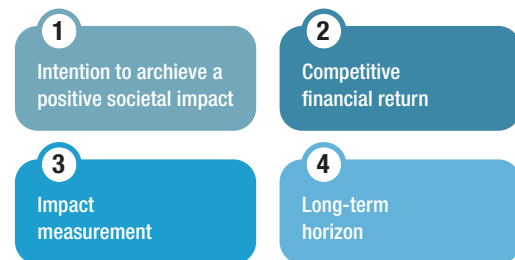 1
Intention to archieve a
positive societal impact
2
Competitive
financial return
3
Impact
measurement
4
Long-term
horizon